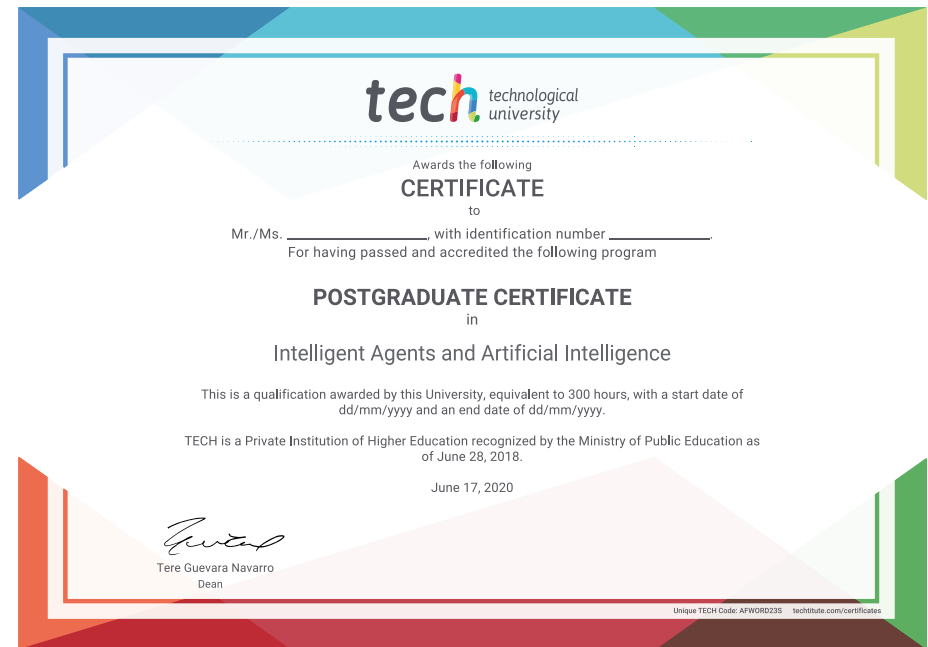 tech technological
university
Awards the following
CERTIFICATE
to
Mr./Ms. ____________________, with identification number ______________.
For having passed and accredited the following program
POSTGRADUATE CERTIFICATE
in
Intelligent Agents and Artificial Intelligence
This is a qualification awarded by this University, equivalent to 300 hours, with a start date of
dd/mm/yyyy and an end date of dd/mm/yyyy.
TECH is a Private Institution of Higher Education recognized by the Ministry of Public Education as
of June 28, 2018.
June 17, 2020
Tere Guevara Navarro
Dean
Unique TECH Code: AFWORD23S techtitute.com/certificates